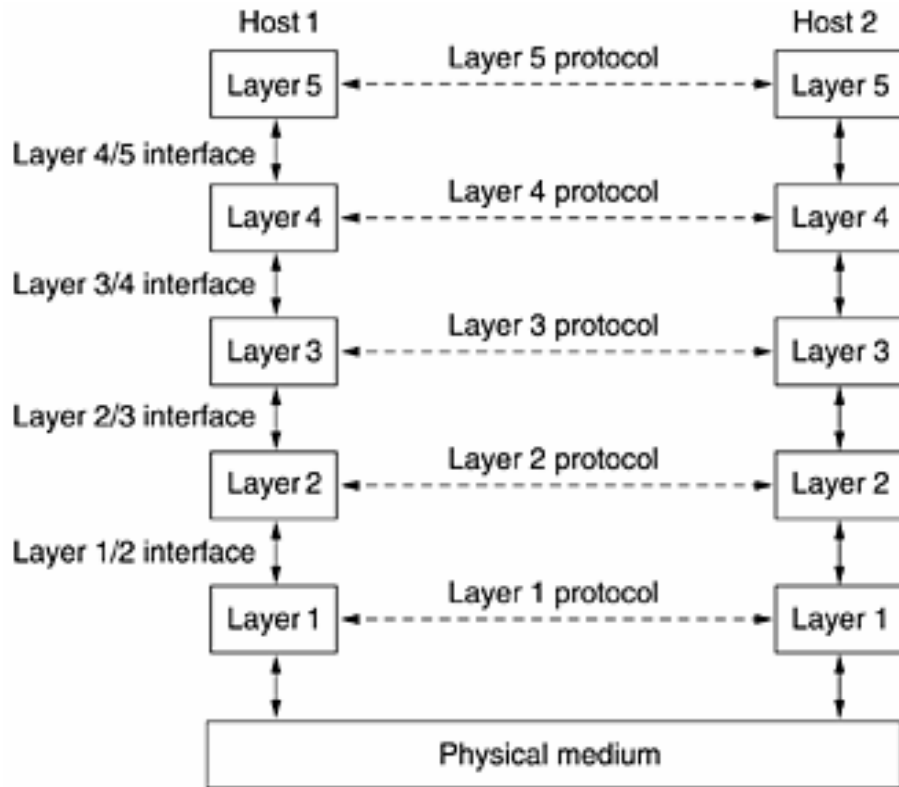 Host 1
Host 2
Layer 5
Layer 5 protocol
Layer 5
Layer 4/5 interface
Layer 4
Layer 4 protocol
Layer 4
Layer 3/4 interface
Layer 3
Layer 3 protocol
Layer 3
Layer 2/3 interface
Layer 2
Layer 2 protocol
Layer 2
Layer 1/2 interface
Layer 1
Layer 1 protocol
Layer 1
Physical medium